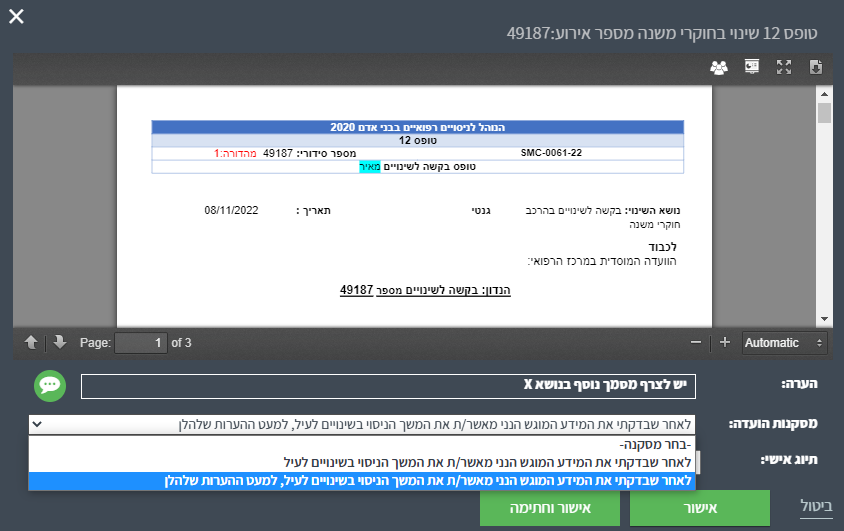 טופס 12 שינוי בחוקרי משנה מספר אירוע:49187
הנוהל לניסויים רפואיים בבני אדם 2020
טופס 12
SMC-0061-22 מספר סידורי: 49187 מהדורה:1
טופס בקשה לשינויים מאיר
נושא השינוי: בקשה לשינויים בהרכב גנטי תאריך : 08/11/2022
חוקרי משנה
לכבוד
הוועדה המוסדית במרכז הרפואי:
הנדון: בקשה לשינויים מספר 49187
Page: 1 of 3 Automatic
הערה: יש לצרף מסמך נוסף בנושא X
מסקנות הועדה: לאחר שבדקתי את המידע המוגש הנני מאשר/ת את המשך הניסוי בשינויים לעיל, למעט ההערות שלהלן
-בחר מסקנה-
תיוג אישי: לאחר שבדקתי את המידע המוגש הנני מאשר/ת את המשך הניסוי בשינויים לעיל
לאחר שבדקתי את המידע המוגש הנני מאשר/ת את המשך הניסוי בשינויים לעיל, למעט ההערות שלהלן
ביטול אישור אישור וחתימה